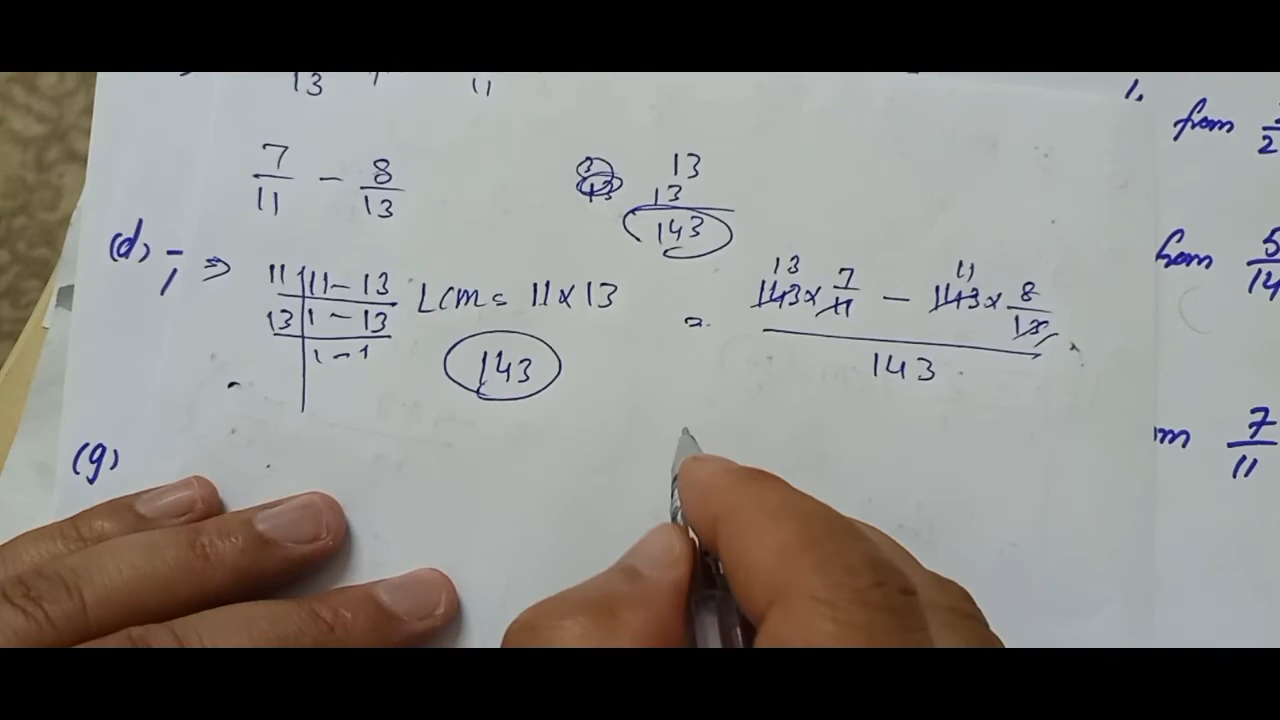 13 11
1.
from 2
7/11 - 8/13
13
13
143
(d) ; ⇒
11 | 11 - 13
13 | 1 - 13
1 - 1
LCM = 11 × 13
143
13 11
= (143 × 7/11 - 143 × 8/13) / 143
from 5/14
m 7/11
(g)